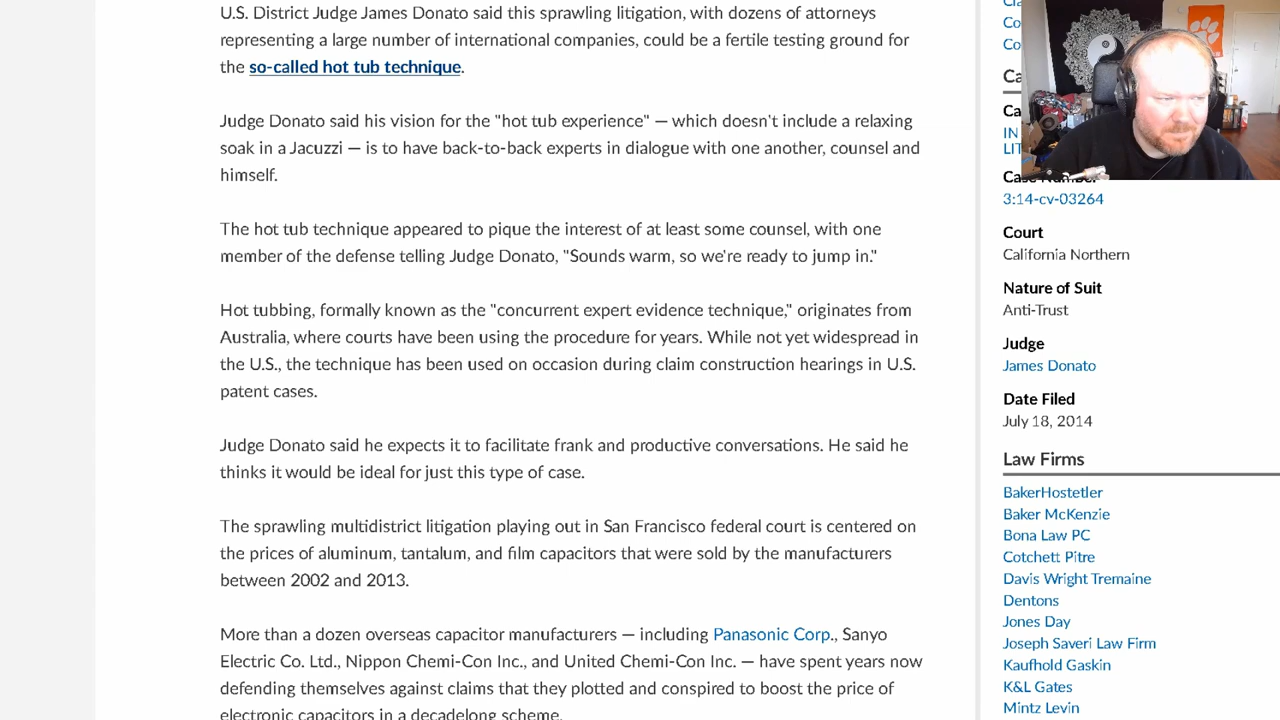 U.S. District Judge James Donato said this sprawling litigation, with dozens of attorneys
representing a large number of international companies, could be a fertile testing ground for
the so-called hot tub technique.
Judge Donato said his vision for the "hot tub experience" — which doesn't include a relaxing
soak in a Jacuzzi — is to have back-to-back experts in dialogue with one another, counsel and
himself.
The hot tub technique appeared to pique the interest of at least some counsel, with one
member of the defense telling Judge Donato, "Sounds warm, so we're ready to jump in."
Hot tubbing, formally known as the "concurrent expert evidence technique," originates from
Australia, where courts have been using the procedure for years. While not yet widespread in
the U.S., the technique has been used on occasion during claim construction hearings in U.S.
patent cases.
Judge Donato said he expects it to facilitate frank and productive conversations. He said he
thinks it would be ideal for just this type of case.
The sprawling multidistrict litigation playing out in San Francisco federal court is centered on
the prices of aluminum, tantalum, and film capacitors that were sold by the manufacturers
between 2002 and 2013.
More than a dozen overseas capacitor manufacturers — including Panasonic Corp., Sanyo
Electric Co. Ltd., Nippon Chemi-Con Inc., and United Chemi-Con Inc. — have spent years now
defending themselves against claims that they plotted and conspired to boost the price of
electronic capacitors in a decadelong scheme.
Co
Co
Ca
Ca
IN
LIT
Case Number
3:14-cv-03264
Court
California Northern
Nature of Suit
Anti-Trust
Judge
James Donato
Date Filed
July 18, 2014
Law Firms
BakerHostetler
Baker McKenzie
Bona Law PC
Cotchett Pitre
Davis Wright Tremaine
Dentons
Jones Day
Joseph Saveri Law Firm
Kaufhold Gaskin
K&L Gates
Mintz Levin